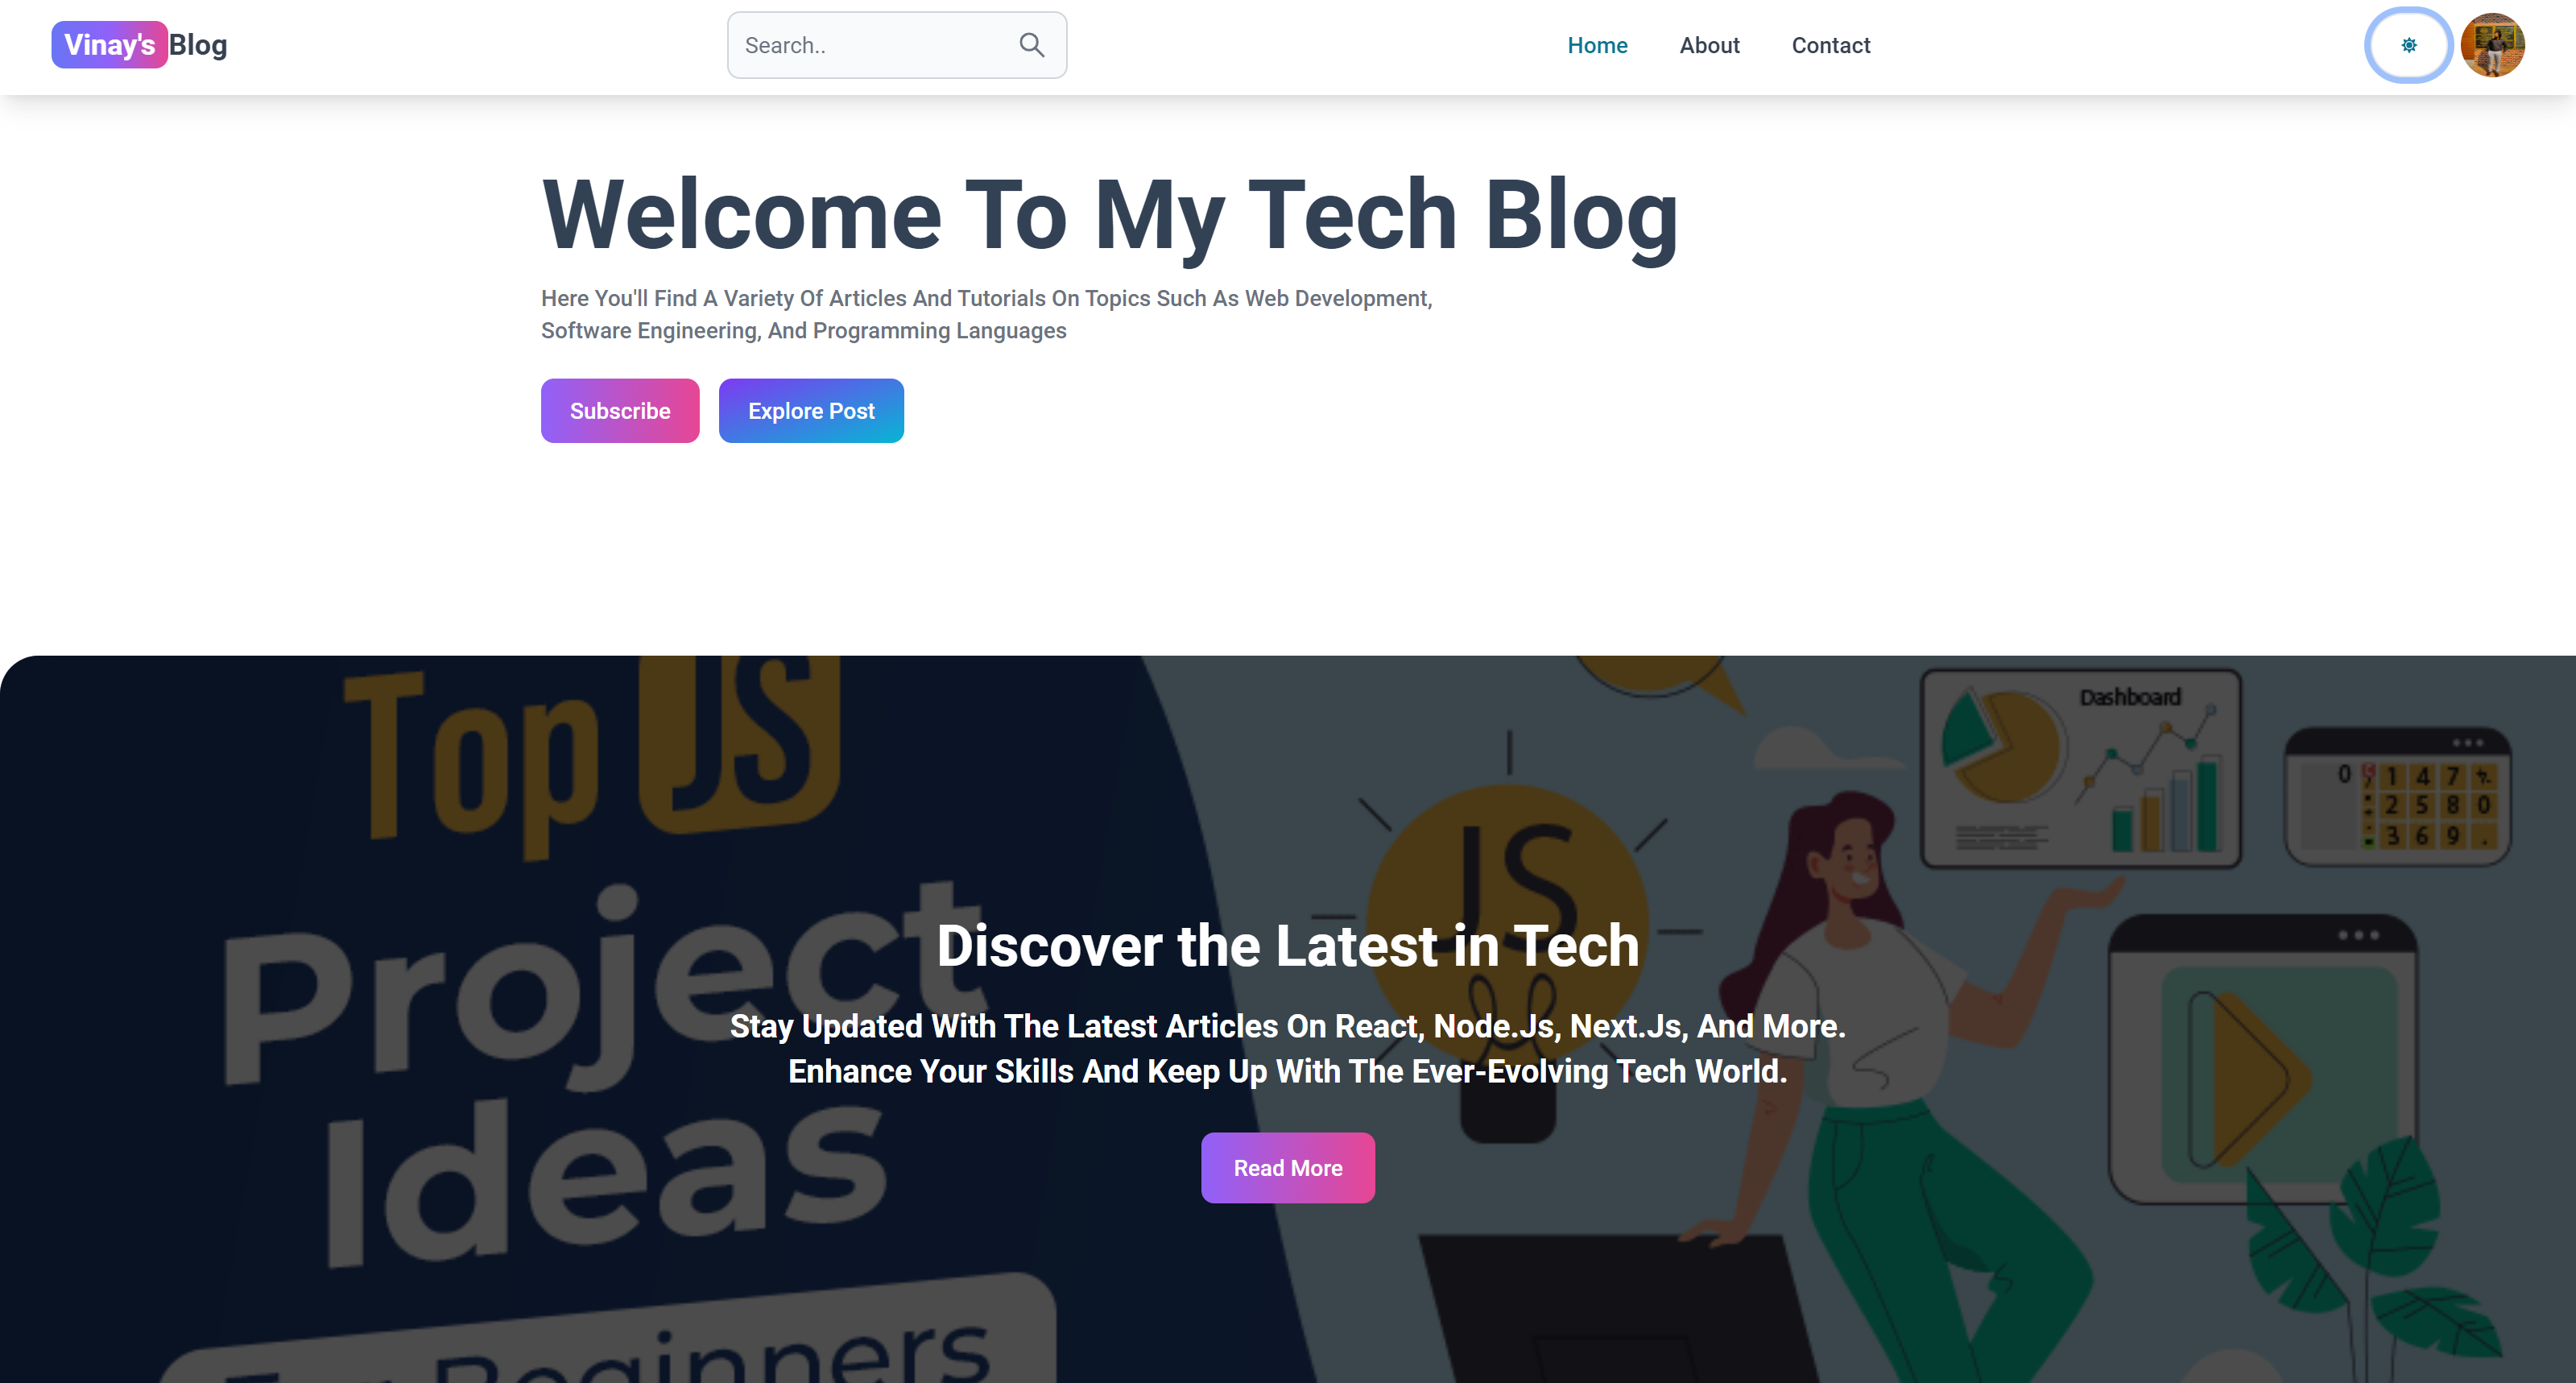 Vinay's Blog
Search..
Home
About
Contact
Welcome To My Tech Blog
Here You'll Find A Variety Of Articles And Tutorials On Topics Such As Web Development,
Software Engineering, And Programming Languages
Subscribe
Explore Post
Top JS
Project
Ideas
For Beginners
JS
Dashboard
0 1 4 7 +-
2 5 8 0
3 6 9 .
Discover the Latest in Tech
Stay Updated With The Latest Articles On React, Node.Js, Next.Js, And More.
Enhance Your Skills And Keep Up With The Ever-Evolving Tech World.
Read More